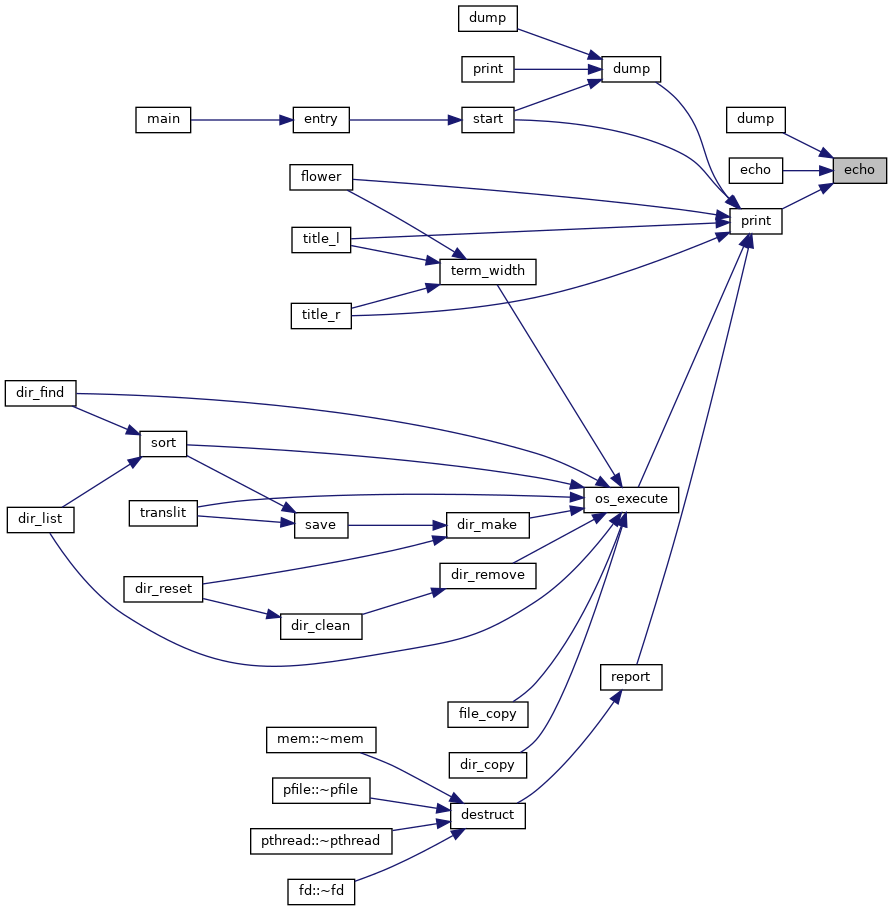 dump
print
dump
main
entry
start
dump
echo
echo
flower
print
title_l
term_width
title_r
dir_find
sort
os_execute
translit
dir_list
save
dir_make
dir_reset
dir_remove
dir_clean
report
file_copy
mem::~mem
dir_copy
pfile::~pfile
destruct
pthread::~pthread
fd::~fd